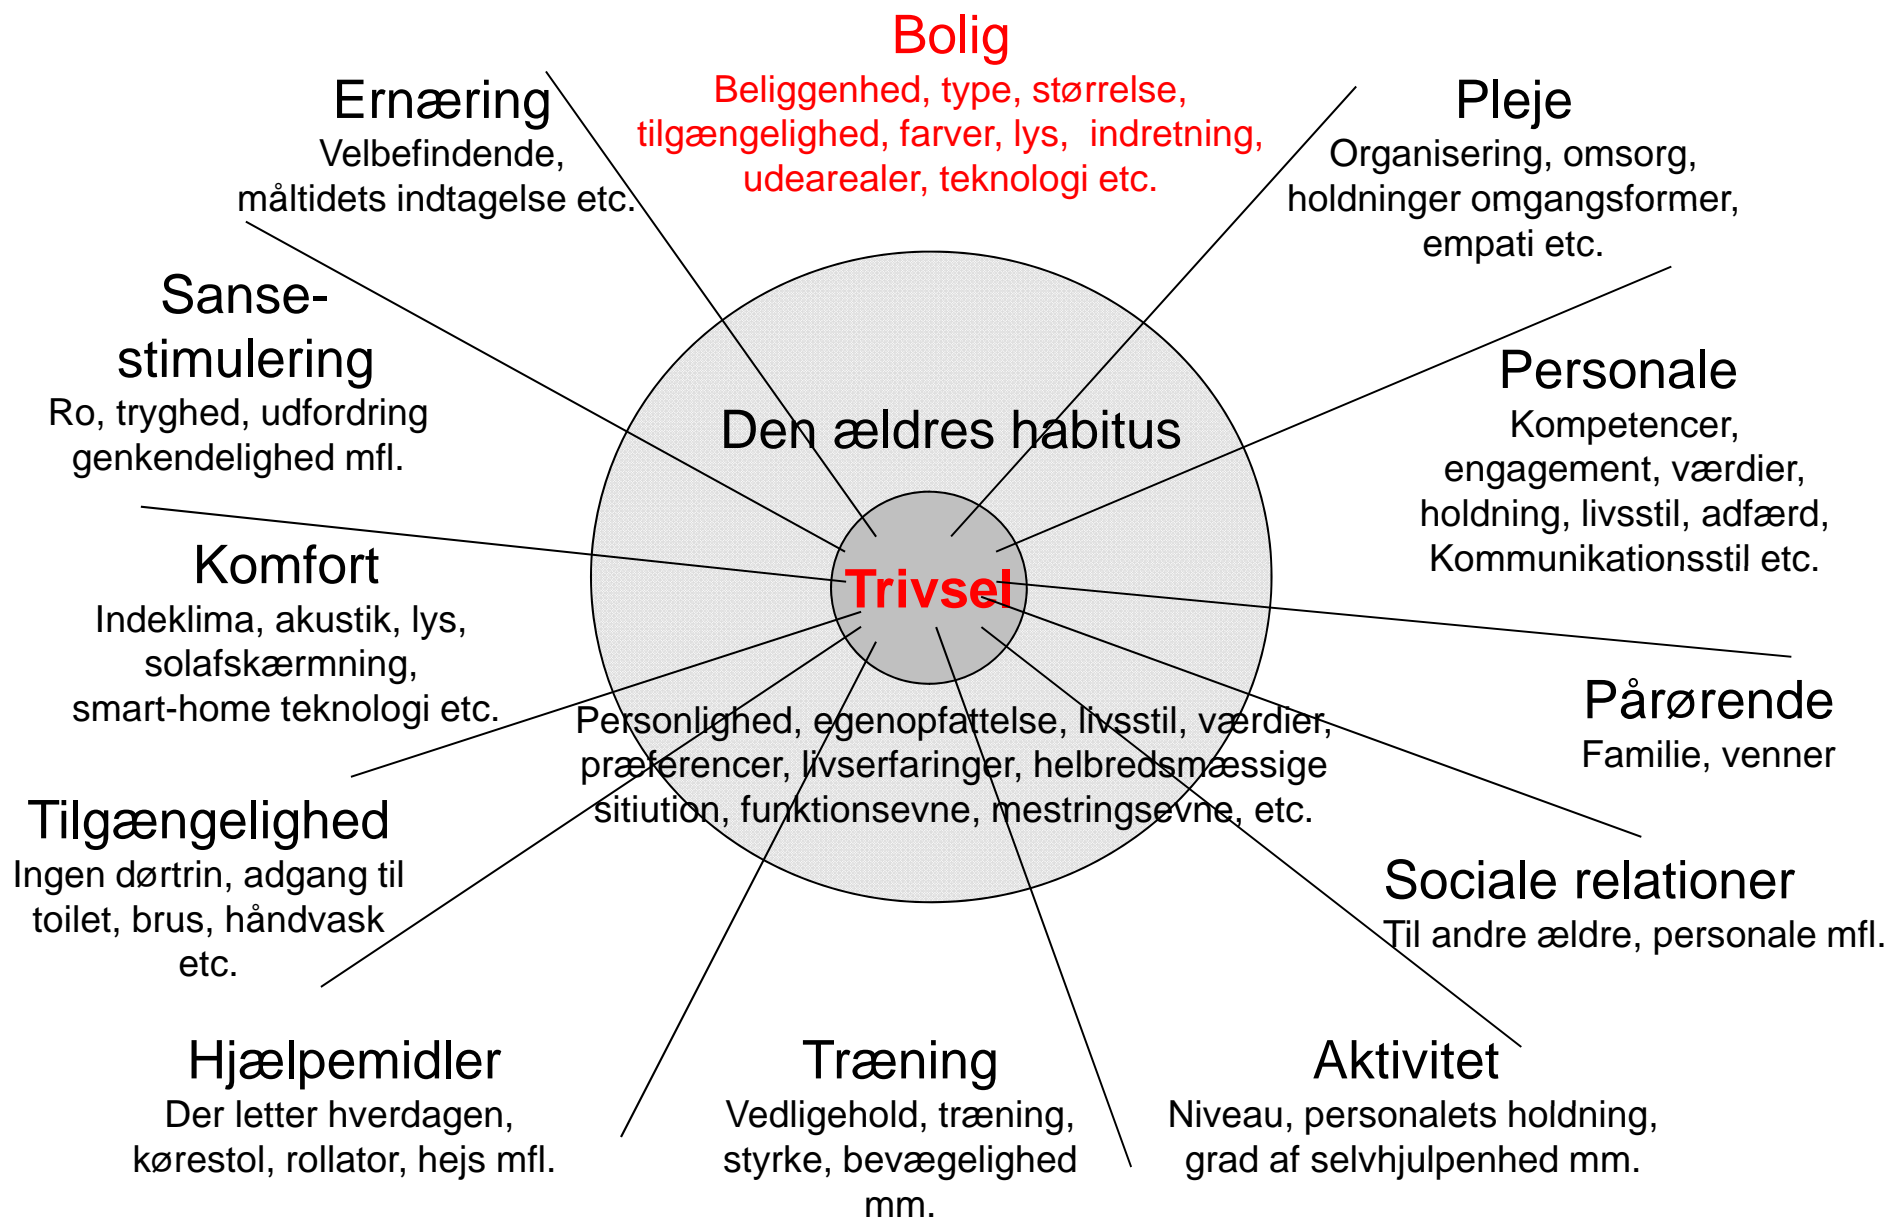 Bolig
Beliggenhed, type, størrelse,
tilgængelighed, farver, lys, indretning,
udearealer, teknologi etc.
Ernæring
Velbefindende,
måltidets indtagelse etc.
Pleje
Organisering, omsorg,
holdninger omgangsformer,
empati etc.
Sanse-
stimulering
Ro, tryghed, udfordring
genkendelighed mfl.
Personale
Kompetencer,
engagement, værdier,
holdning, livsstil, adfærd,
Kommunikationsstil etc.
Den ældres habitus
Trivsel
Personlighed, egenopfattelse, livsstil, værdier,
præferencer, livserfaringer, helbredsmæssige
sitiution, funktionsevne, mestringsevne, etc.
Komfort
Indeklima, akustik, lys,
solafskærmning,
smart-home teknologi etc.
Pårørende
Familie, venner
Tilgængelighed
Ingen dørtrin, adgang til
toilet, brus, håndvask
etc.
Sociale relationer
Til andre ældre, personale mfl.
Hjælpemidler
Der letter hverdagen,
kørestol, rollator, hejs mfl.
Træning
Vedligehold, træning,
styrke, bevægelighed
mm.
Aktivitet
Niveau, personalets holdning,
grad af selvhjulpenhed mm.